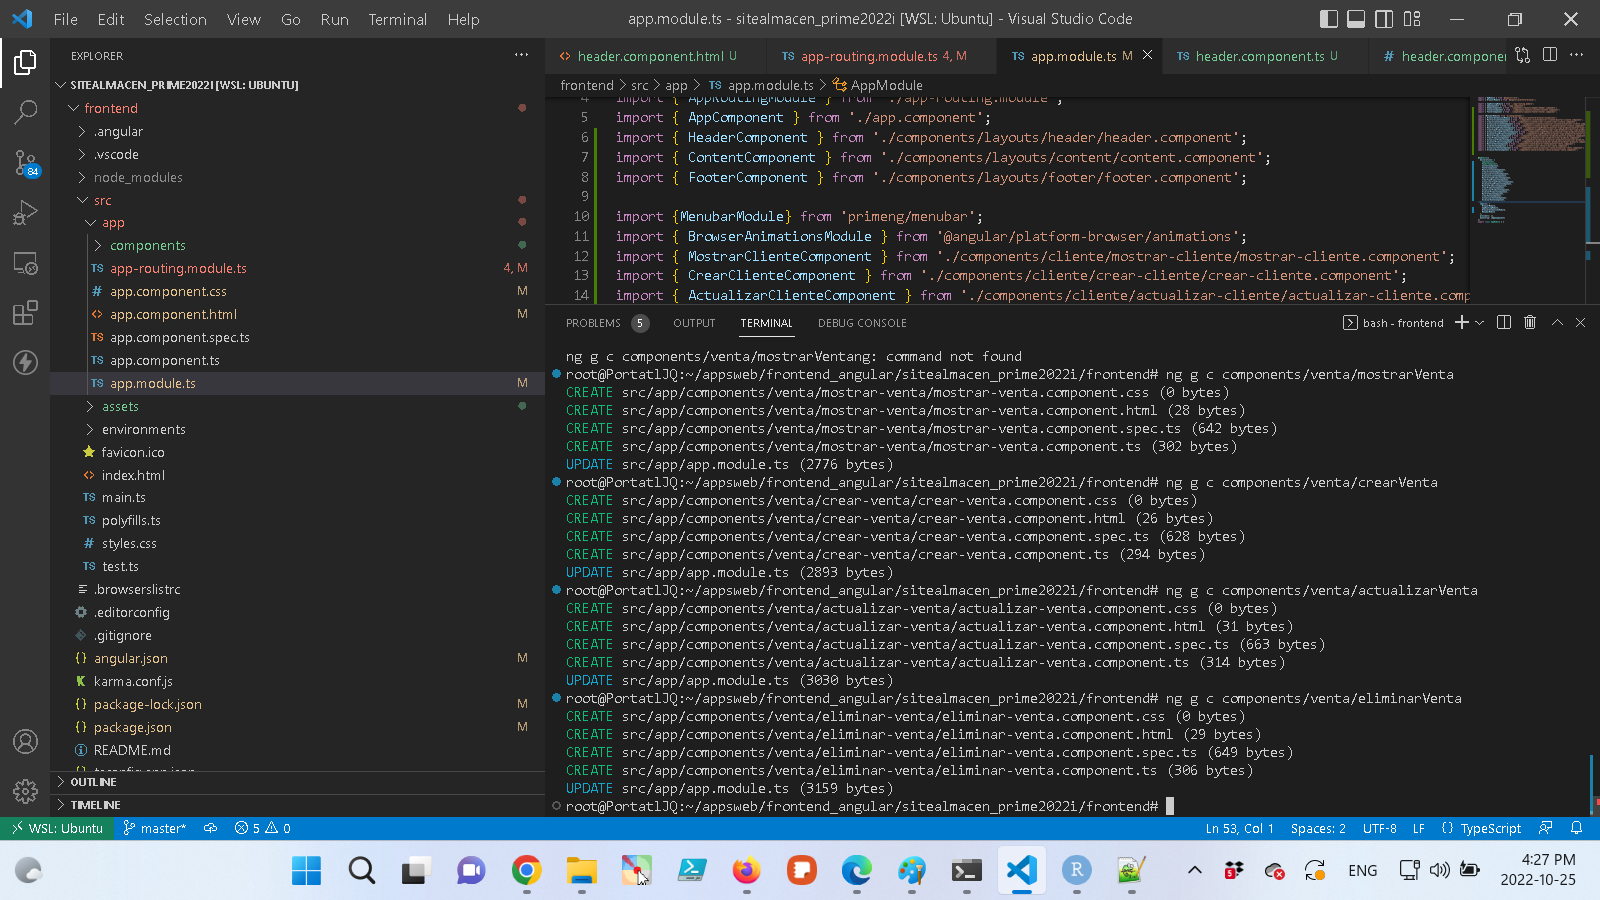 File Edit Selection View Go Run Terminal Help
app.module.ts - sitealmacen_prime2022i [WSL: Ubuntu] - Visual Studio Code
EXPLORER
SITEALMACEN_PRIME2022I [WSL: UBUNTU]
frontend
.angular
.vscode
node_modules
84
src
app
components
TS app-routing.module.ts 4, M
# app.component.css M
<> app.component.html M
TS app.component.spec.ts
TS app.component.ts
TS app.module.ts M
assets
environments
favicon.ico
<> index.html
TS main.ts
TS polyfills.ts
# styles.css
TS test.ts
.browserslistrc
.editorconfig
.gitignore
{} angular.json M
K karma.conf.js
{} package-lock.json M
{} package.json M
README.md
OUTLINE
TIMELINE
<> header.component.html U
TS app-routing.module.ts 4, M
TS app.module.ts M
TS header.component.ts U
# header.componen
frontend > src > app > TS app.module.ts > AppModule
4 import { AppRoutingModule } from './app-routing.module';
5 import { AppComponent } from './app.component';
6 import { HeaderComponent } from './components/layouts/header/header.component';
7 import { ContentComponent } from './components/layouts/content/content.component';
8 import { FooterComponent } from './components/layouts/footer/footer.component';
9
10 import {MenubarModule} from 'primeng/menubar';
11 import { BrowserAnimationsModule } from '@angular/platform-browser/animations';
12 import { MostrarClienteComponent } from './components/cliente/mostrar-cliente/mostrar-cliente.component';
13 import { CrearClienteComponent } from './components/cliente/crear-cliente/crear-cliente.component';
14 import { ActualizarClienteComponent } from './components/cliente/actualizar-cliente/actualizar-cliente.comp
PROBLEMS 5 OUTPUT TERMINAL DEBUG CONSOLE
bash - frontend
ng g c components/venta/mostrarVentang: command not found
root@PortatlJQ:~/appsweb/frontend_angular/sitealmacen_prime2022i/frontend# ng g c components/venta/mostrarVenta
CREATE src/app/components/venta/mostrar-venta/mostrar-venta.component.css (0 bytes)
CREATE src/app/components/venta/mostrar-venta/mostrar-venta.component.html (28 bytes)
CREATE src/app/components/venta/mostrar-venta/mostrar-venta.component.spec.ts (642 bytes)
CREATE src/app/components/venta/mostrar-venta/mostrar-venta.component.ts (302 bytes)
UPDATE src/app/app.module.ts (2776 bytes)
root@PortatlJQ:~/appsweb/frontend_angular/sitealmacen_prime2022i/frontend# ng g c components/venta/crearVenta
CREATE src/app/components/venta/crear-venta/crear-venta.component.css (0 bytes)
CREATE src/app/components/venta/crear-venta/crear-venta.component.html (26 bytes)
CREATE src/app/components/venta/crear-venta/crear-venta.component.spec.ts (628 bytes)
CREATE src/app/components/venta/crear-venta/crear-venta.component.ts (294 bytes)
UPDATE src/app/app.module.ts (2893 bytes)
root@PortatlJQ:~/appsweb/frontend_angular/sitealmacen_prime2022i/frontend# ng g c components/venta/actualizarVenta
CREATE src/app/components/venta/actualizar-venta/actualizar-venta.component.css (0 bytes)
CREATE src/app/components/venta/actualizar-venta/actualizar-venta.component.html (31 bytes)
CREATE src/app/components/venta/actualizar-venta/actualizar-venta.component.spec.ts (663 bytes)
CREATE src/app/components/venta/actualizar-venta/actualizar-venta.component.ts (314 bytes)
UPDATE src/app/app.module.ts (3030 bytes)
root@PortatlJQ:~/appsweb/frontend_angular/sitealmacen_prime2022i/frontend# ng g c components/venta/eliminarVenta
CREATE src/app/components/venta/eliminar-venta/eliminar-venta.component.css (0 bytes)
CREATE src/app/components/venta/eliminar-venta/eliminar-venta.component.html (29 bytes)
CREATE src/app/components/venta/eliminar-venta/eliminar-venta.component.spec.ts (649 bytes)
CREATE src/app/components/venta/eliminar-venta/eliminar-venta.component.ts (306 bytes)
UPDATE src/app/app.module.ts (3159 bytes)
root@PortatlJQ:~/appsweb/frontend_angular/sitealmacen_prime2022i/frontend#
WSL: Ubuntu master* 5 0
Ln 53, Col 1 Spaces: 2 UTF-8 LF {} TypeScript
ENG
4:27 PM
2022-10-25